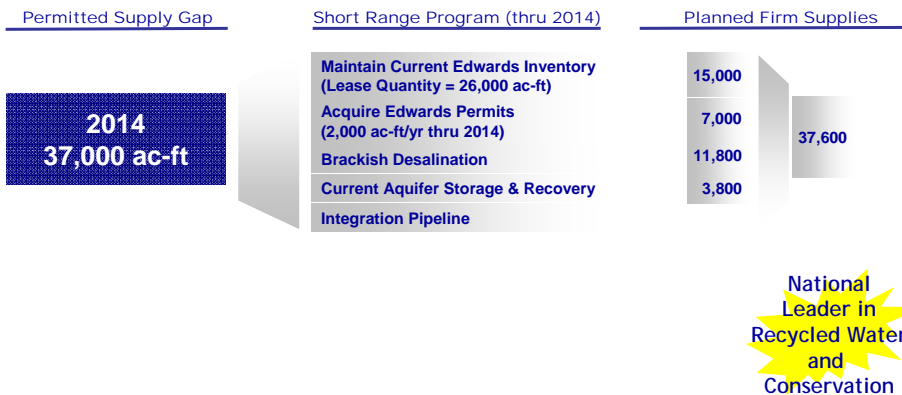 Permitted Supply Gap
Short Range Program (thru 2014)
Planned Firm Supplies
2014
37,000 ac-ft
Maintain Current Edwards Inventory
(Lease Quantity = 26,000 ac-ft)
Acquire Edwards Permits
(2,000 ac-ft/yr thru 2014)
Brackish Desalination
Current Aquifer Storage & Recovery
Integration Pipeline
15,000
7,000
11,800
3,800
37,600
National
Leader in
Recycled Water
and
Conservation